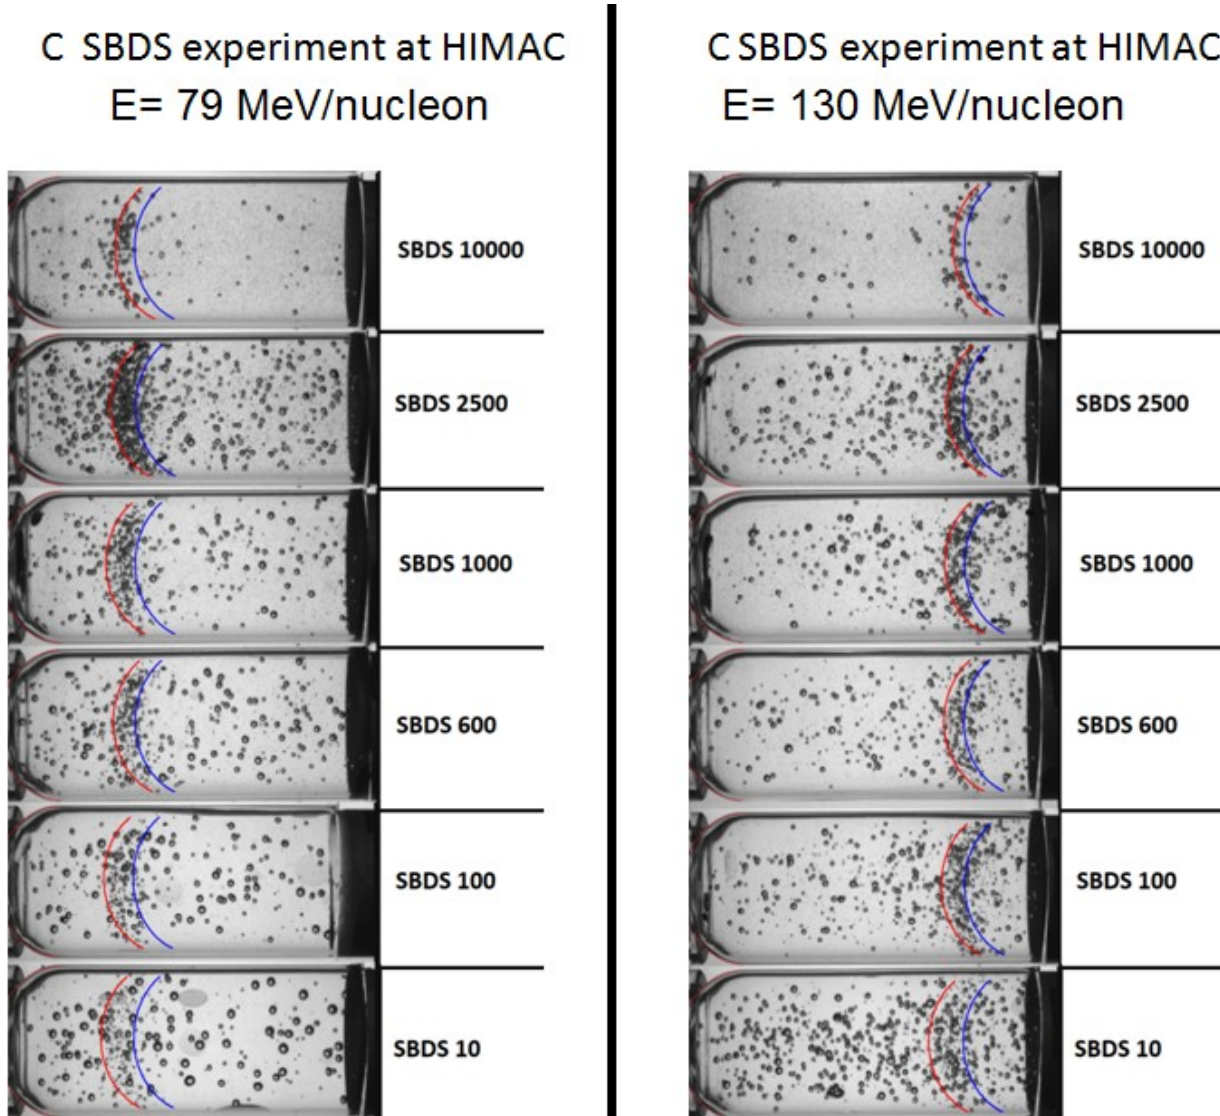 C  SBDS experiment at HIMAC
E= 79 MeV/nucleon
SBDS 10000
SBDS 2500
SBDS 1000
SBDS 600
SBDS 100
SBDS 10
C SBDS experiment at HIMAC
E= 130 MeV/nucleon
SBDS 10000
SBDS 2500
SBDS 1000
SBDS 600
SBDS 100
SBDS 10